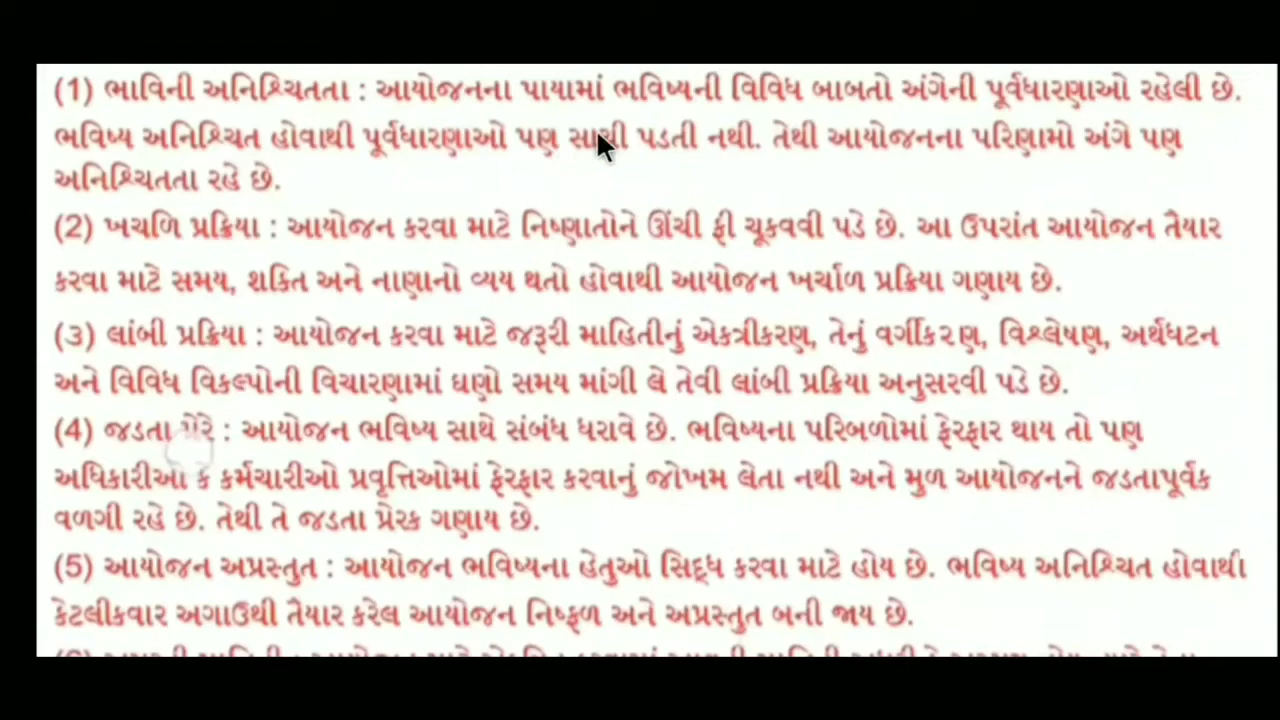 (1) ભાવિની અનિશ્ચિતતા : આયોજનના પાયામાં ભવિષ્યની વિવિધ બાબતો અંગેની પૂર્વધારણાઓ રહેલી છે.
ભવિષ્ય અનિશ્ચિત હોવાથી પૂર્વધારણાઓ પણ સાચી પડતી નથી. તેથી આયોજનના પરિણામો અંગે પણ
અનિશ્ચિતતા રહે છે.
(2) ખચળિ પ્રક્રિયા : આયોજન કરવા માટે નિષ્ણાતોને ઊંચી ફી ચૂકવવી પડે છે. આ ઉપરાંત આયોજન તૈયાર
કરવા માટે સમય, શકિત અને નાણાનો વ્યય થતો હોવાથી આયોજન ખર્ચાળ પ્રક્રિયા ગણાય છે.
(૩) લાંબી પ્રક્રિયા : આયોજન કરવા માટે જરૂરી માહિતીનું એકત્રીકરણ, તેનું વર્ગીકરણ, વિશ્લેષણ, અર્થઘટન
અને વિવિધ વિકલ્પોની વિચારણામાં ઘણો સમય માંગી લે તેવી લાંબી પ્રક્રિયા અનુસરવી પડે છે.
(4) જડતા : આયોજન ભવિષ્ય સાથે સંબંધ ધરાવે છે. ભવિષ્યના પરિબળોમાં ફેરફાર થાય તો પણ
અધિકારીઓ કે કર્મચારીઓ પ્રવૃત્તિઓમાં ફેરફાર કરવાનું જોખમ લેતા નથી અને મુળ આયોજનને જડતાપૂર્વક
વળગી રહે છે. તેથી તે જડતા પ્રેરક ગણાય છે.
(5) આયોજન અપ્રસ્તુત : આયોજન ભવિષ્યના હેતુઓ સિદ્ધ કરવા માટે હોય છે. ભવિષ્ય અનિશ્ચિત હોવાથી
કેટલીકવાર અગાઉથી તૈયાર કરેલ આયોજન નિષ્ફળ અને અપ્રસ્તુત બની જાય છે.